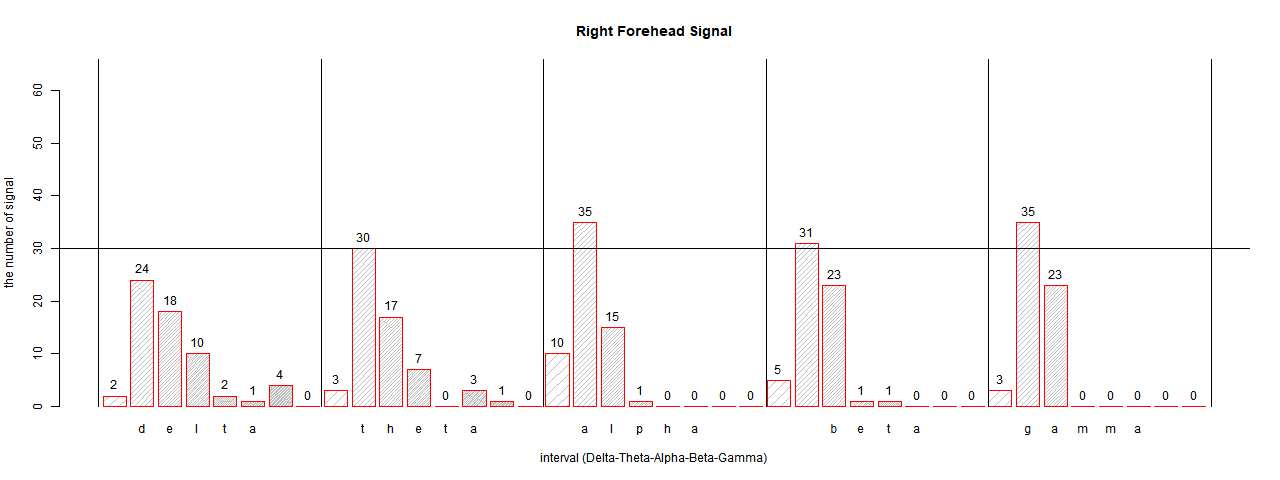 Right Forehead Signal
the number of signal
0 10 20 30 40 50 60
2 24 18 10 2 1 4 0
3 30 17 7 0 3 1 0
10 35 15 1 0 0 0 0
5 31 23 1 1 0 0 0
3 35 23 0 0 0 0 0
d e l t a t h e t a a l p h a b e t a g a m m a
interval (Delta-Theta-Alpha-Beta-Gamma)